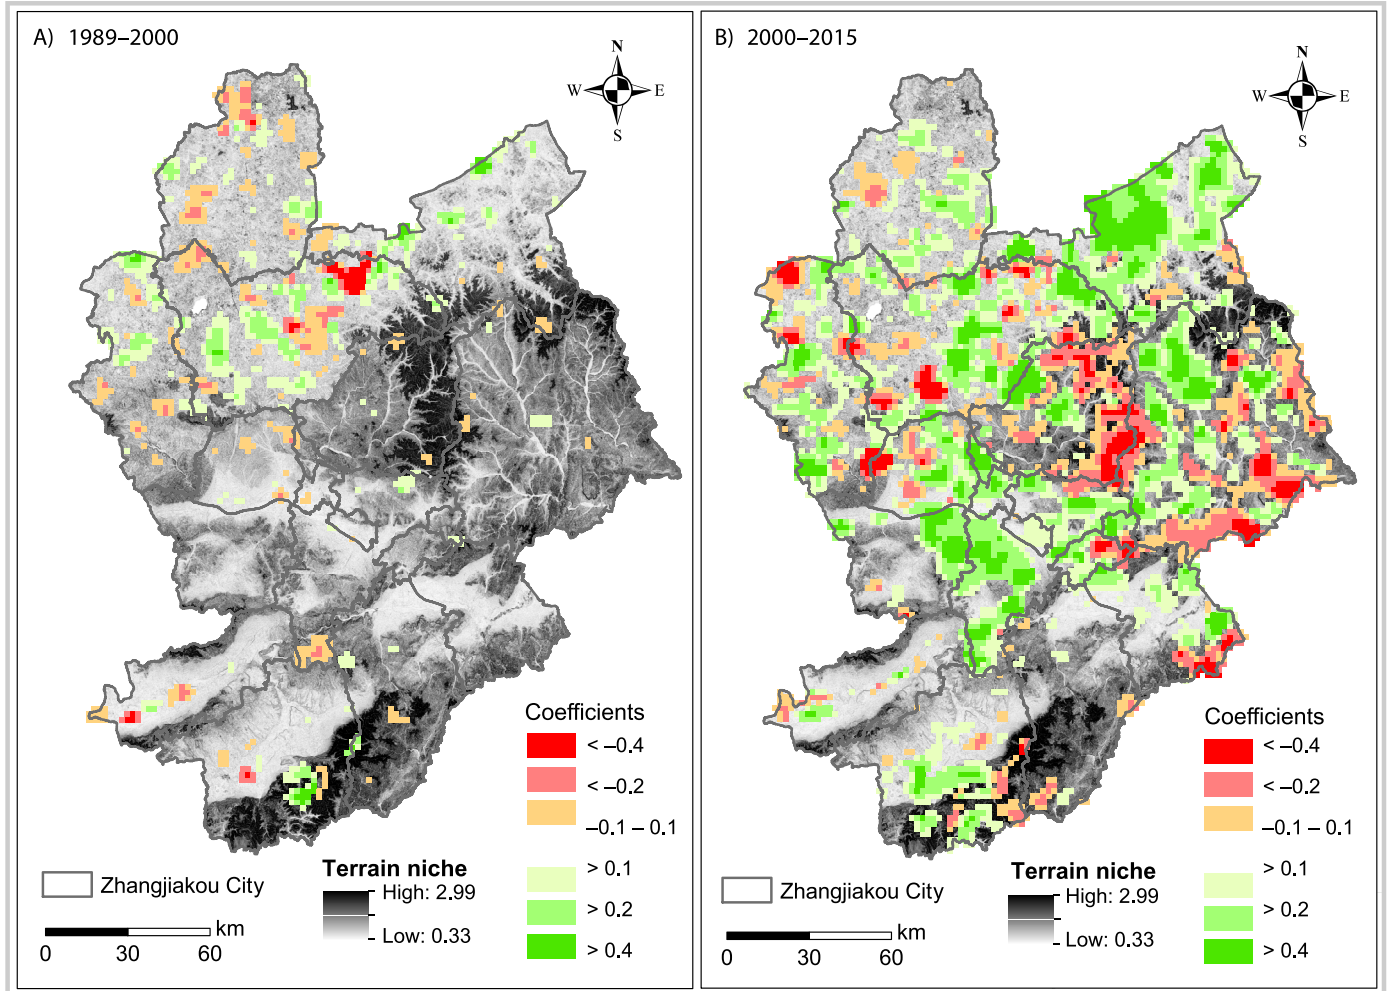 A) 1989–2000
N
W E
S
Coefficients
< –0.4
< –0.2
–0.1 – 0.1
> 0.1
> 0.2
> 0.4
Terrain niche
High: 2.99
Low: 0.33
Zhangjiakou City
km
0 30 60
B) 2000–2015
N
W E
S
Coefficients
< –0.4
< –0.2
–0.1 – 0.1
> 0.1
> 0.2
> 0.4
Terrain niche
High: 2.99
Low: 0.33
Zhangjiakou City
km
0 30 60